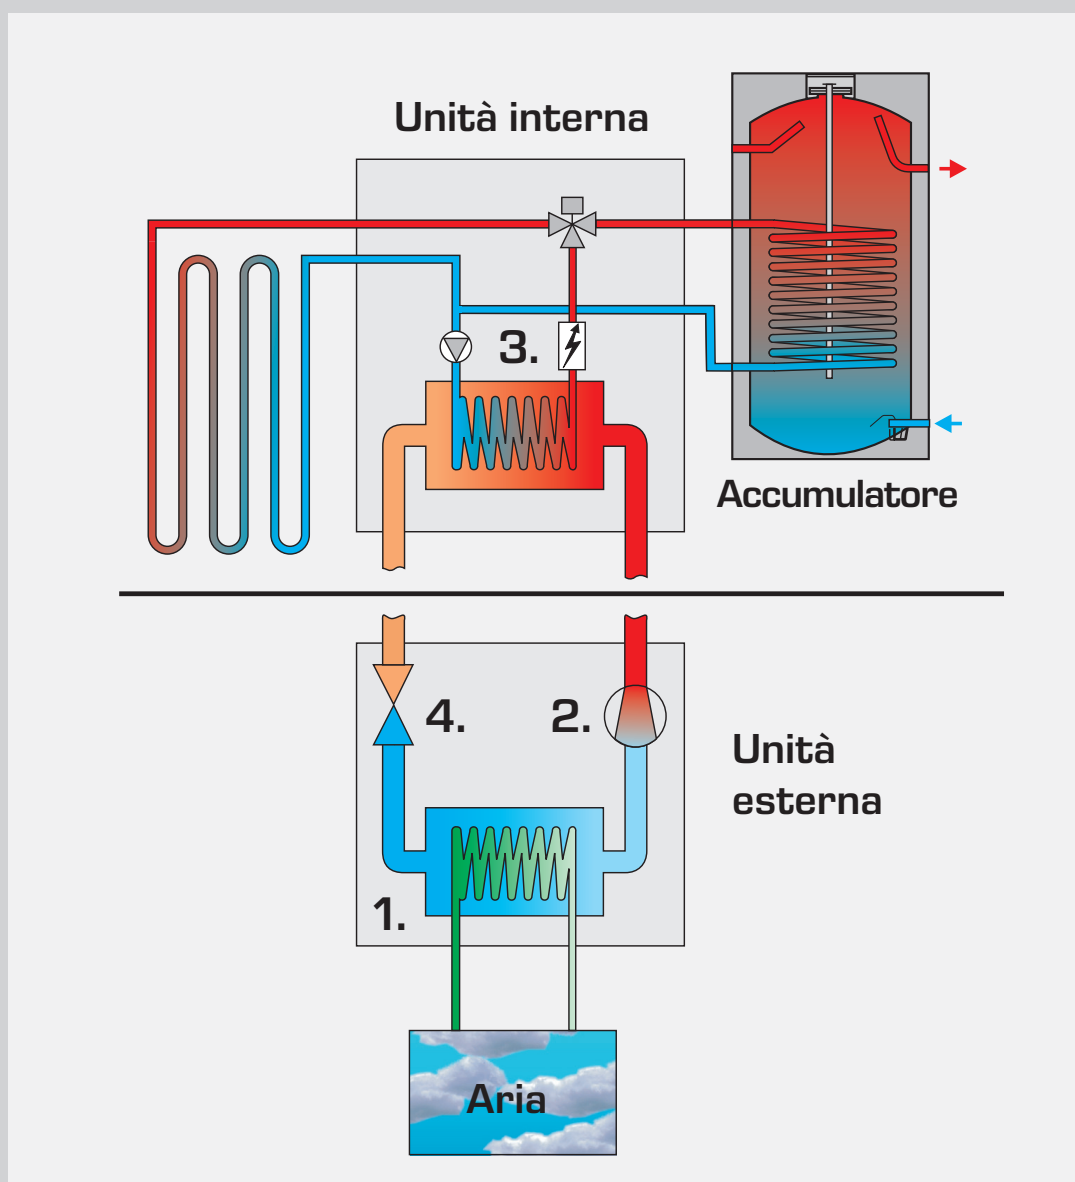 Unità interna
3.
Accumulatore
4.
2.
Unità
esterna
1.
Aria